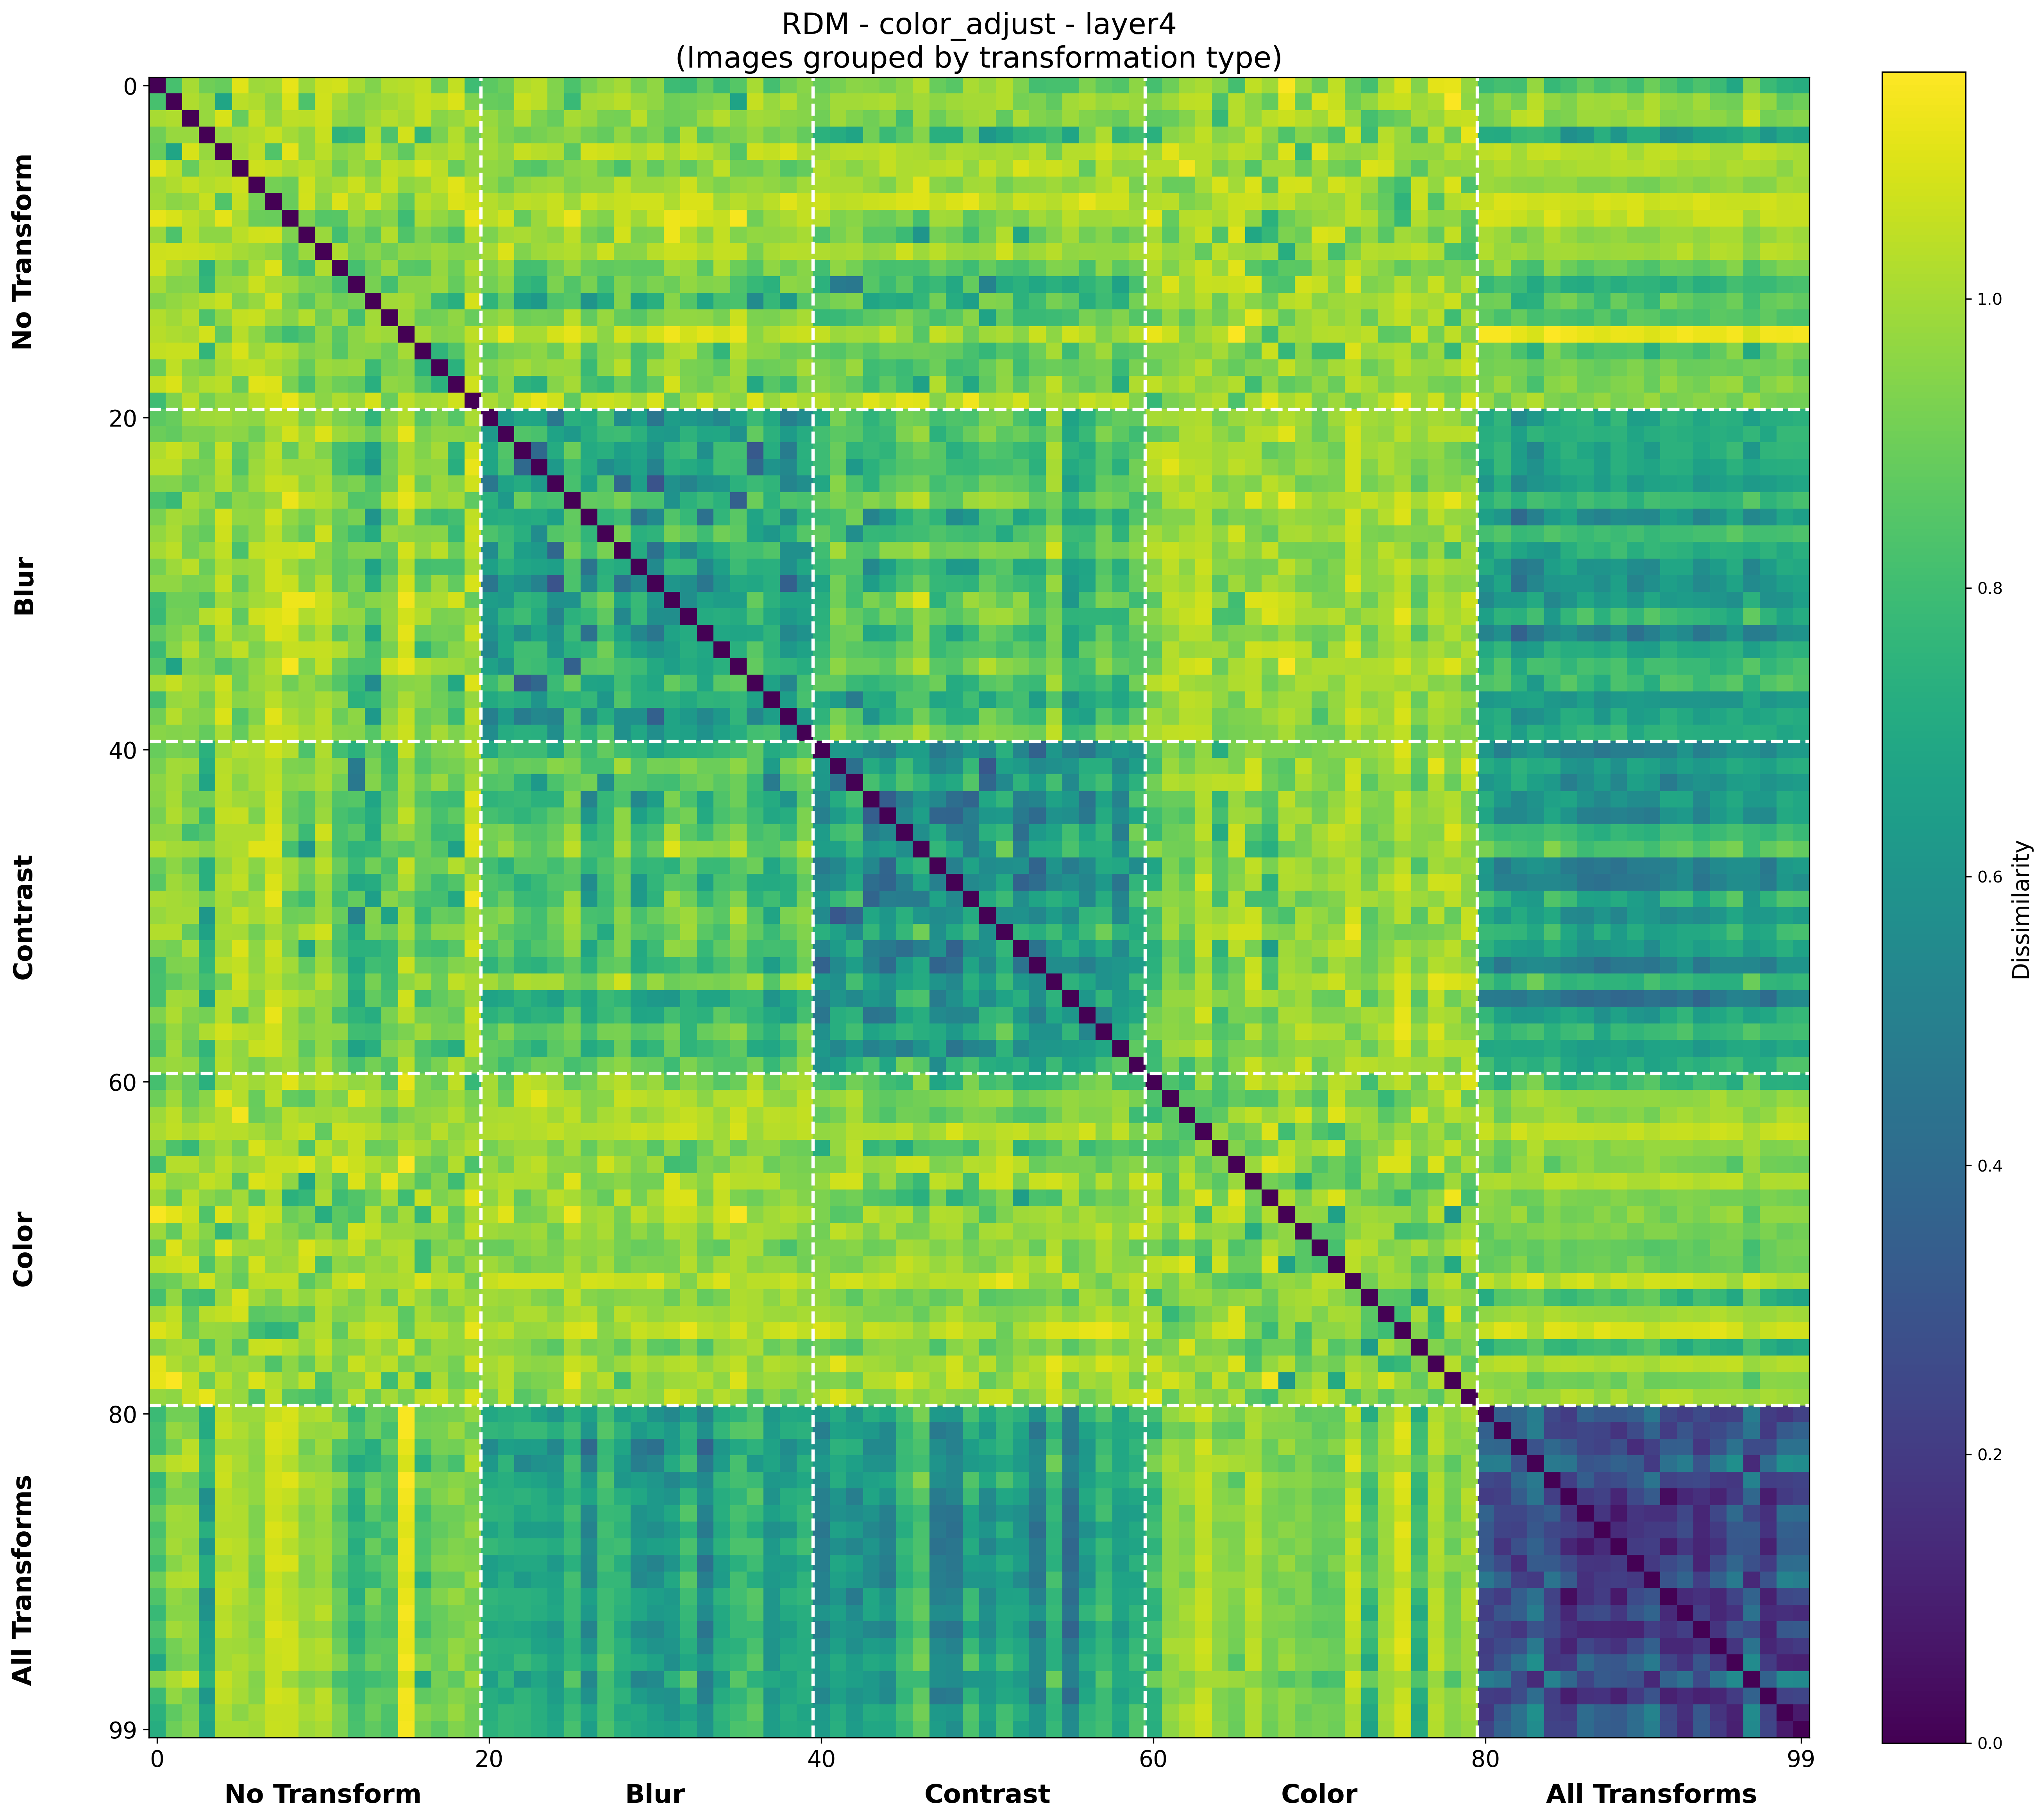 RDM - color_adjust - layer4
(Images grouped by transformation type)
0
20
40
60
80
99
No Transform
Blur
Contrast
Color
All Transforms
0
20
40
60
80
99
No Transform
Blur
Contrast
Color
All Transforms
1.0
0.8
0.6
0.4
0.2
0.0
Dissimilarity